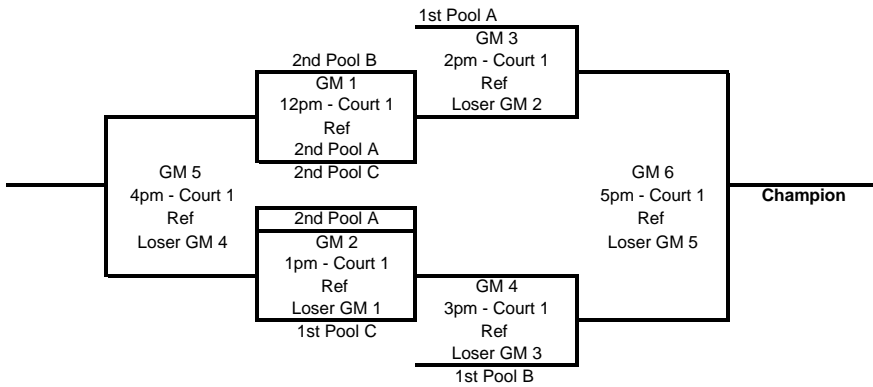 1st Pool A
GM 3
2pm - Court 1
Ref
Loser GM 2
2nd Pool B
GM 1
12pm - Court 1
Ref
2nd Pool A
2nd Pool C
GM 5
4pm - Court 1
Ref
Loser GM 4
GM 6
5pm - Court 1
Ref
Loser GM 5
Champion
2nd Pool A
GM 2
1pm - Court 1
Ref
Loser GM 1
1st Pool C
GM 4
3pm - Court 1
Ref
Loser GM 3
1st Pool B